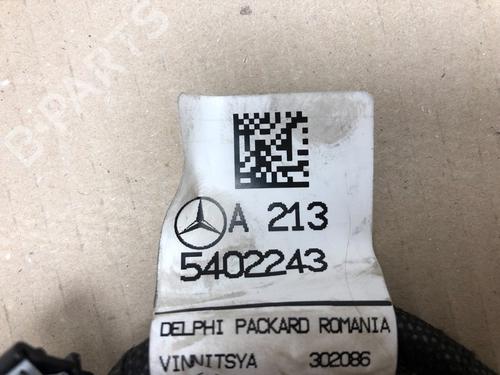 B-PARTS
A 213
5402243
DELPHI PACKARD ROMANIA
VINNITSYA 302086